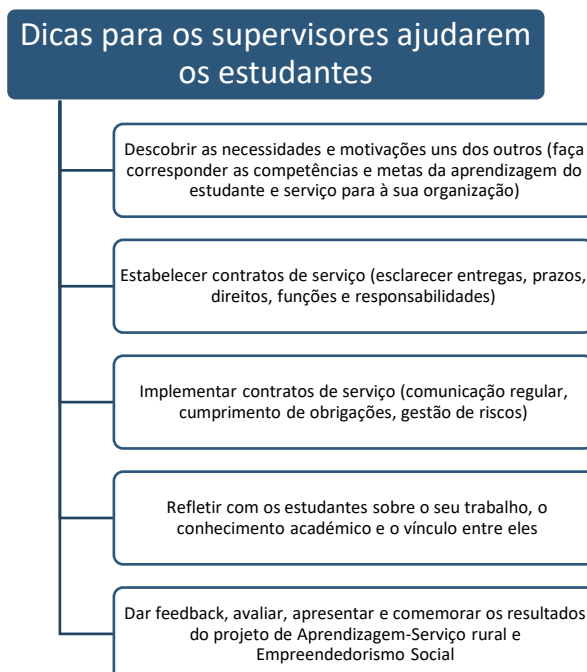 Dicas para os supervisores ajudarem
os estudantes
Descobrir as necessidades e motivações uns dos outros (faça
corresponder as competências e metas da aprendizagem do
estudante e serviço para à sua organização)
Estabelecer contratos de serviço (esclarecer entregas, prazos,
direitos, funções e responsabilidades)
Implementar contratos de serviço (comunicação regular,
cumprimento de obrigações, gestão de riscos)
Refletir com os estudantes sobre o seu trabalho, o
conhecimento académico e o vínculo entre eles
Dar feedback, avaliar, apresentar e comemorar os resultados
do projeto de Aprendizagem-Serviço rural e
Empreendedorismo Social